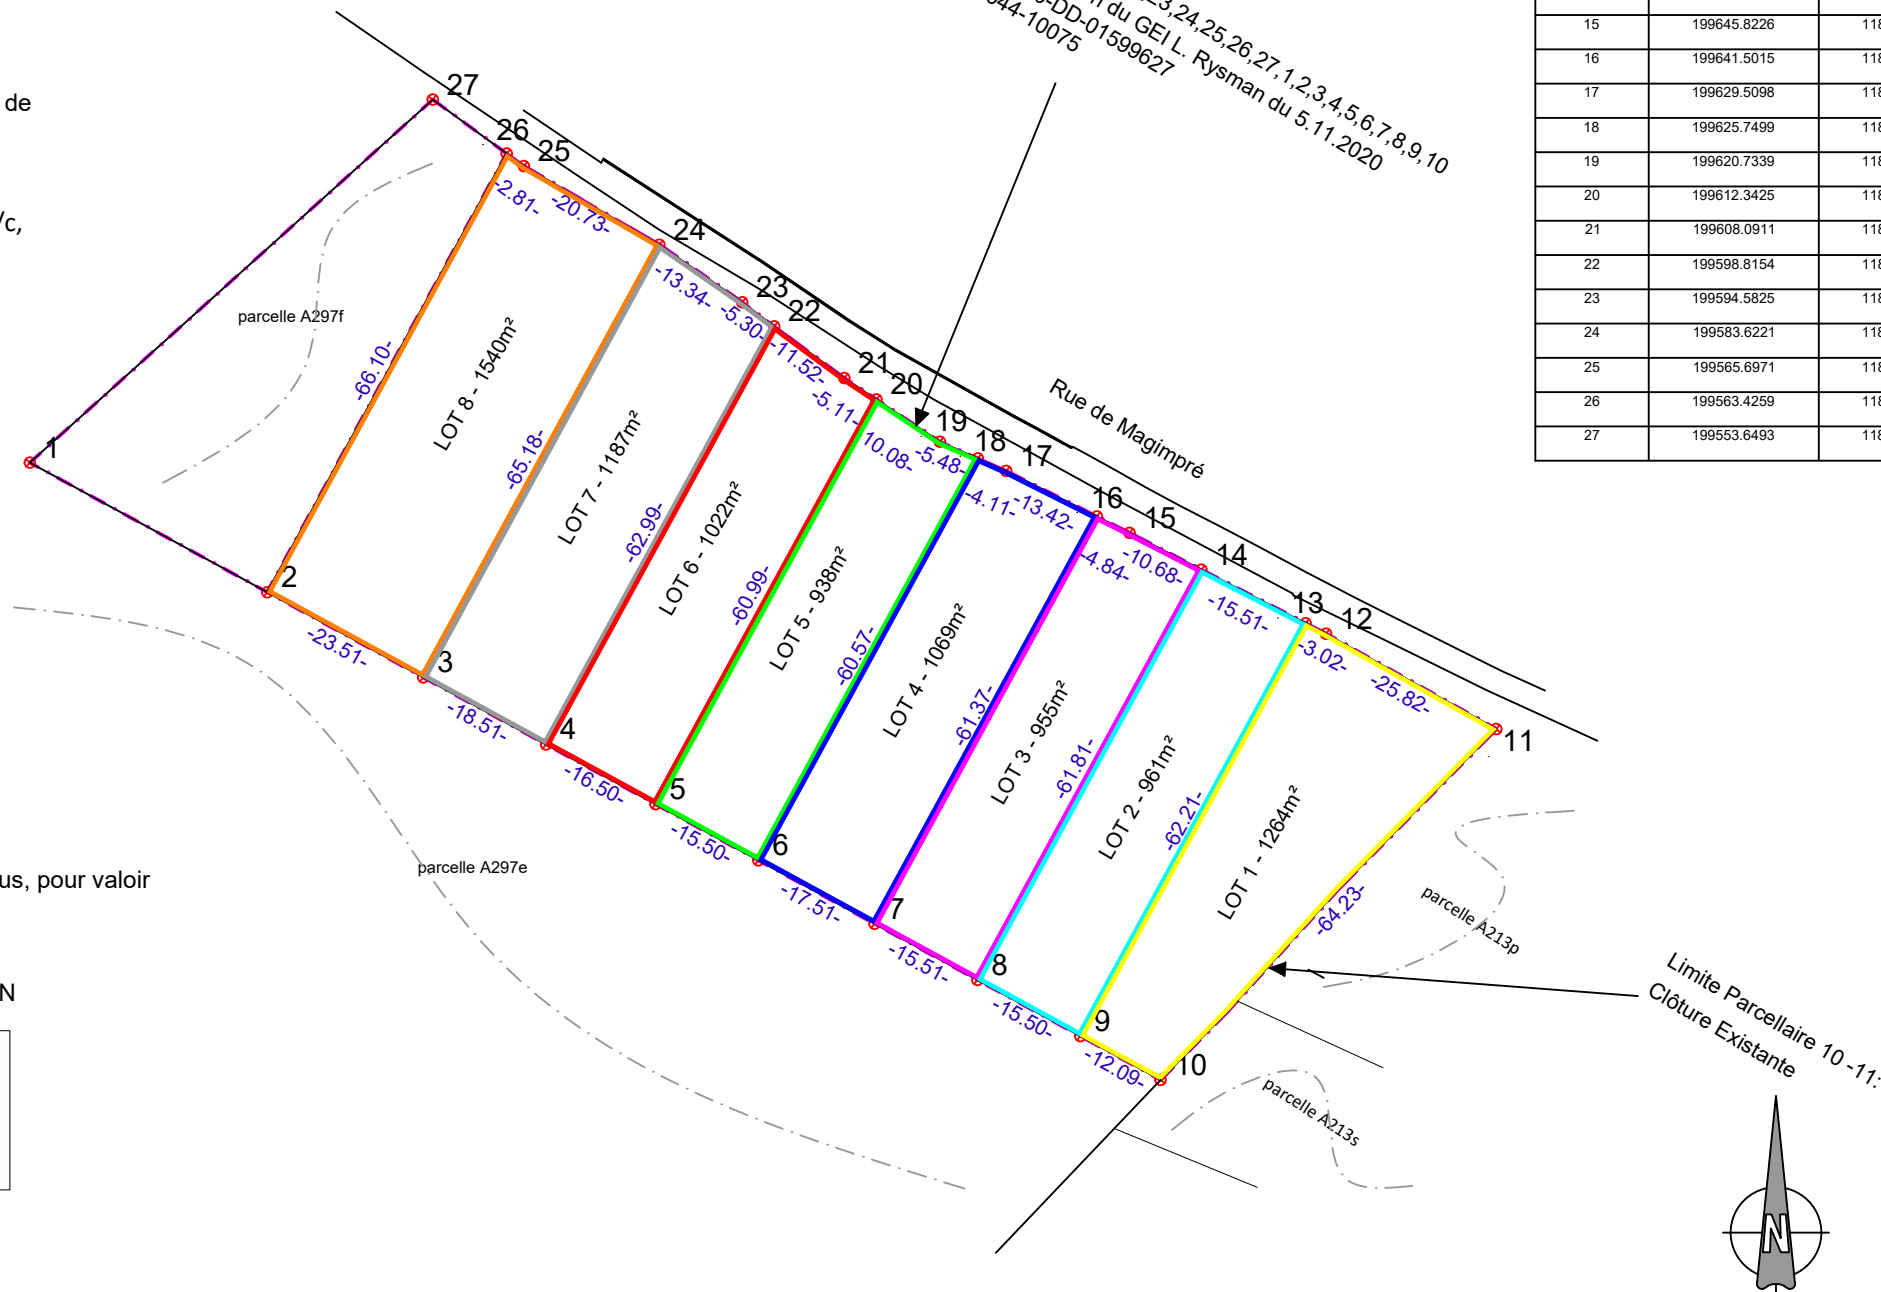 de
/c,
us, pour valoir
N
23,24,25,26,27,1,2,3,4,5,6,7,8,9,10
du GEI L. Rysman du 5.11.2020
-DD-01599627
44-10075
15 199645.8226 118
16 199641.5015 118
17 199629.5098 118
18 199625.7499 118
19 199620.7339 118
20 199612.3425 118
21 199608.0911 118
22 199598.8154 118
23 199594.5825 118
24 199583.6221 118
25 199565.6971 118
26 199563.4259 118
27 199553.6493 118
27
26
25
24
23
22
21
20
19
18
17
16
15
14
13
12
11
10
9
8
7
6
5
4
3
2
1
-2.81-
-20.73-
-13.34-
-5.30-
-11.52-
-5.11-
10.08-
-5.48-
-4.11-
-13.42-
-4.84-
-10.68-
-15.51-
-3.02-
-25.82-
-66.10-
-65.18-
-62.99-
-60.99-
-60.57-
-61.37-
-61.81-
-62.21-
-64.23-
-23.51-
-18.51-
-16.50-
-15.50-
-17.51-
-15.51-
-15.50-
-12.09-
LOT 8 - 1540m²
LOT 7 - 1187m²
LOT 6 - 1022m²
LOT 5 - 938m²
LOT 4 - 1069m²
LOT 3 - 955m²
LOT 2 - 961m²
LOT 1 - 1264m²
Rue de Magimpré
parcelle A297f
parcelle A297e
parcelle A213p
parcelle A213s
Limite Parcellaire 10 -11:
Clôture Existante
N